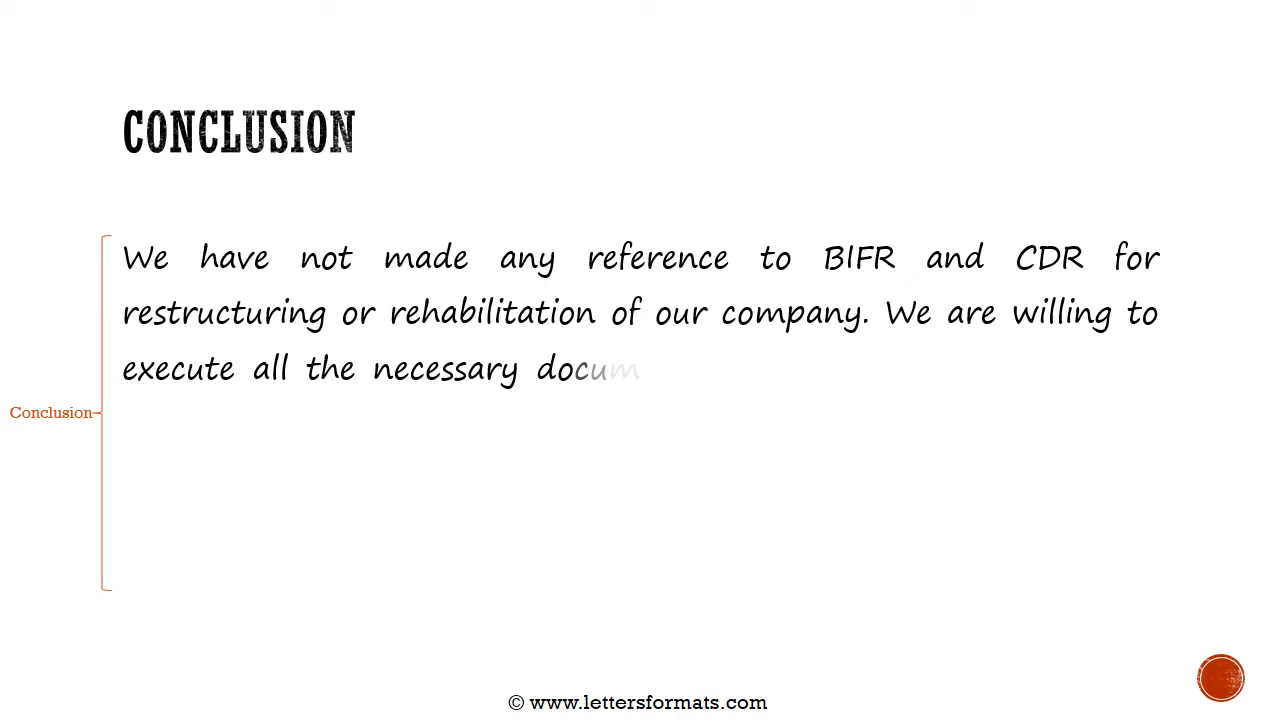 CONCLUSION
We have not made any reference to BIFR and CDR for
restructuring or rehabilitation of our company. We are willing to
execute all the necessary docum
Conclusion
© www.lettersformats.com